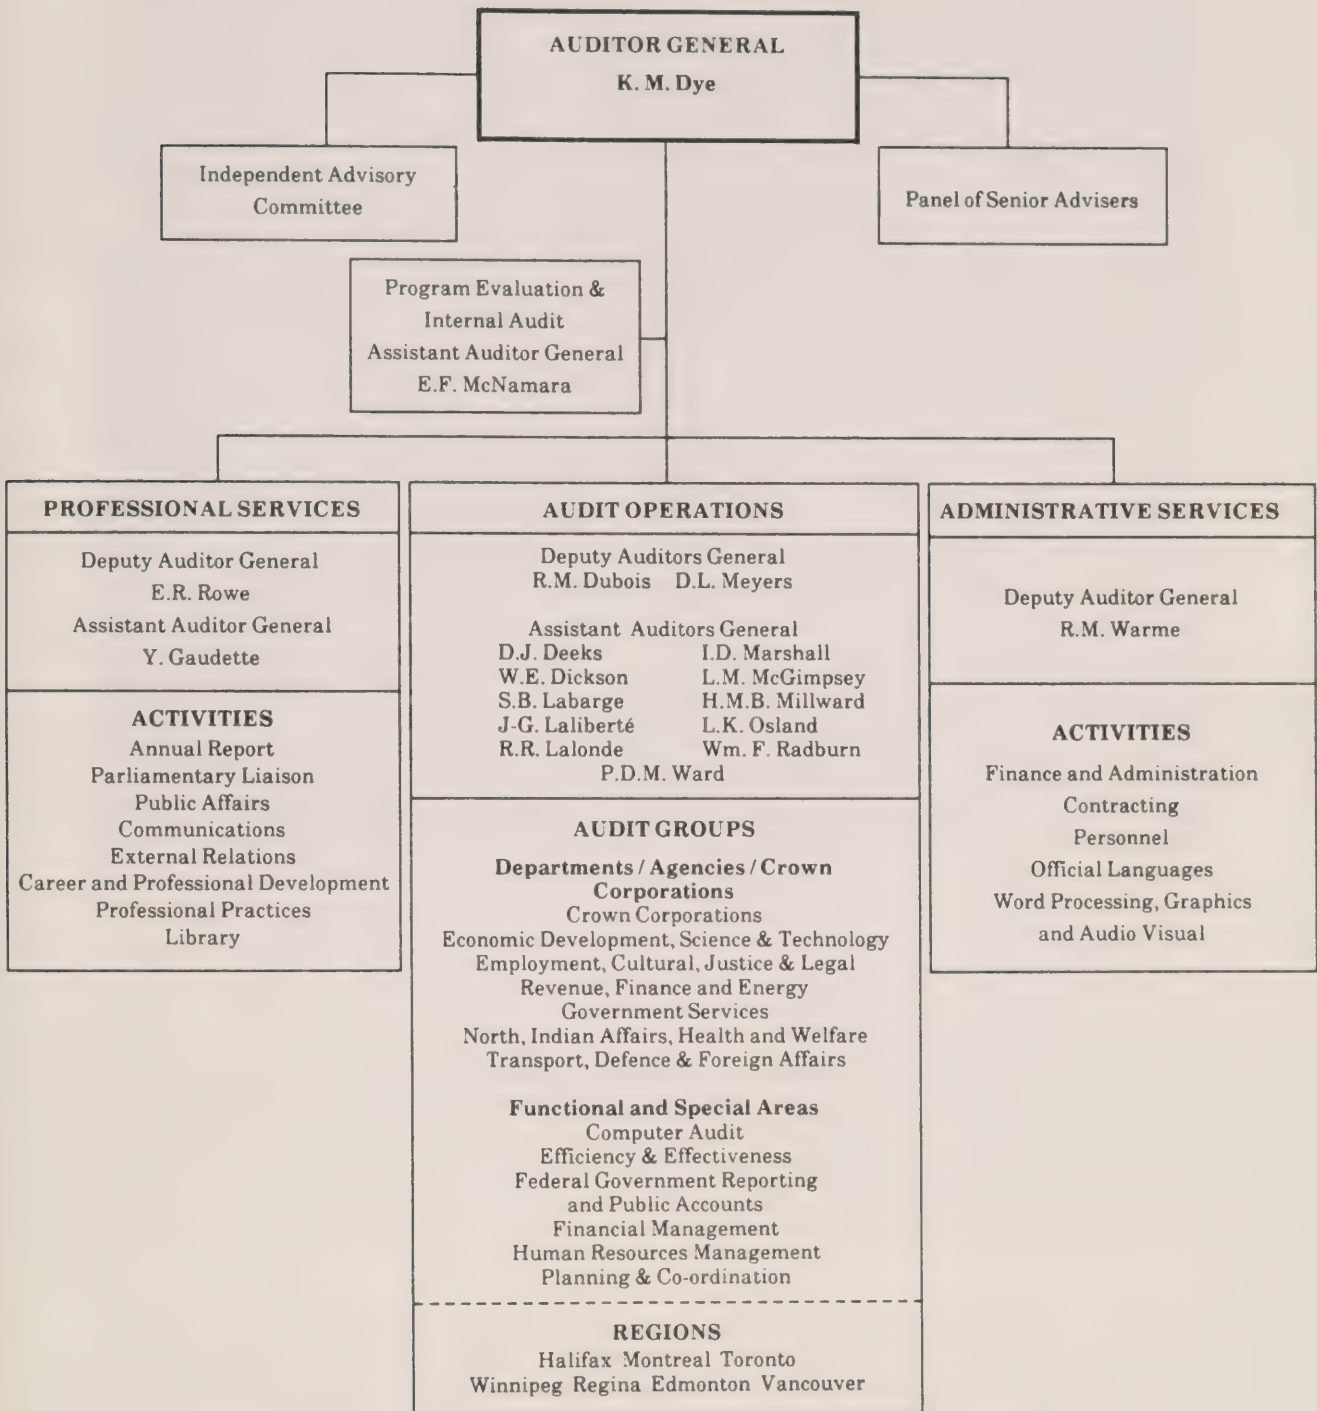 AUDITOR GENERAL
K. M. Dye
Independent Advisory
Committee
Panel of Senior Advisers
Program Evaluation &
Internal Audit
Assistant Auditor General
E.F. McNamara
PROFESSIONAL SERVICES
Deputy Auditor General
E.R. Rowe
Assistant Auditor General
Y. Gaudette
ACTIVITIES
Annual Report
Parliamentary Liaison
Public Affairs
Communications
External Relations
Career and Professional Development
Professional Practices
Library
AUDIT OPERATIONS
Deputy Auditors General
R.M. Dubois D.L. Meyers
Assistant Auditors General
D.J. Deeks I.D. Marshall
W.E. Dickson L.M. McGimpsey
S.B. Labarge H.M.B. Millward
J-G. Laliberté L.K. Osland
R.R. Lalonde Wm. F. Radburn
P.D.M. Ward
AUDIT GROUPS
Departments / Agencies / Crown
Corporations
Crown Corporations
Economic Development, Science & Technology
Employment, Cultural, Justice & Legal
Revenue, Finance and Energy
Government Services
North, Indian Affairs, Health and Welfare
Transport, Defence & Foreign Affairs
Functional and Special Areas
Computer Audit
Efficiency & Effectiveness
Federal Government Reporting
and Public Accounts
Financial Management
Human Resources Management
Planning & Co-ordination
REGIONS
Halifax Montreal Toronto
Winnipeg Regina Edmonton Vancouver
ADMINISTRATIVE SERVICES
Deputy Auditor General
R.M. Warme
ACTIVITIES
Finance and Administration
Contracting
Personnel
Official Languages
Word Processing, Graphics
and Audio Visual